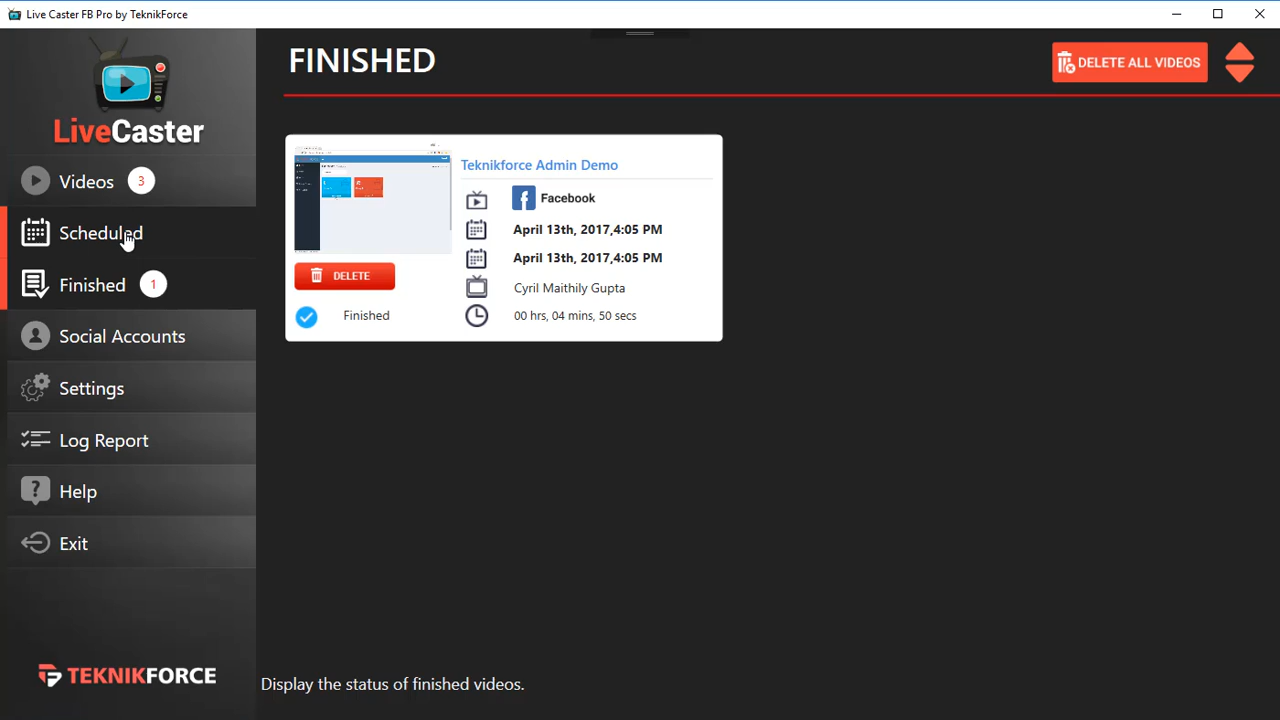 Live Caster FB Pro by TeknikForce
LiveCaster
Videos 3
Scheduled
Finished 1
Social Accounts
Settings
Log Report
Help
Exit
TEKNIKFORCE
FINISHED
DELETE ALL VIDEOS
Teknikforce Admin Demo
Facebook
April 13th, 2017,4:05 PM
April 13th, 2017,4:05 PM
DELETE
Cyril Maithily Gupta
Finished
00 hrs, 04 mins, 50 secs
Display the status of finished videos.